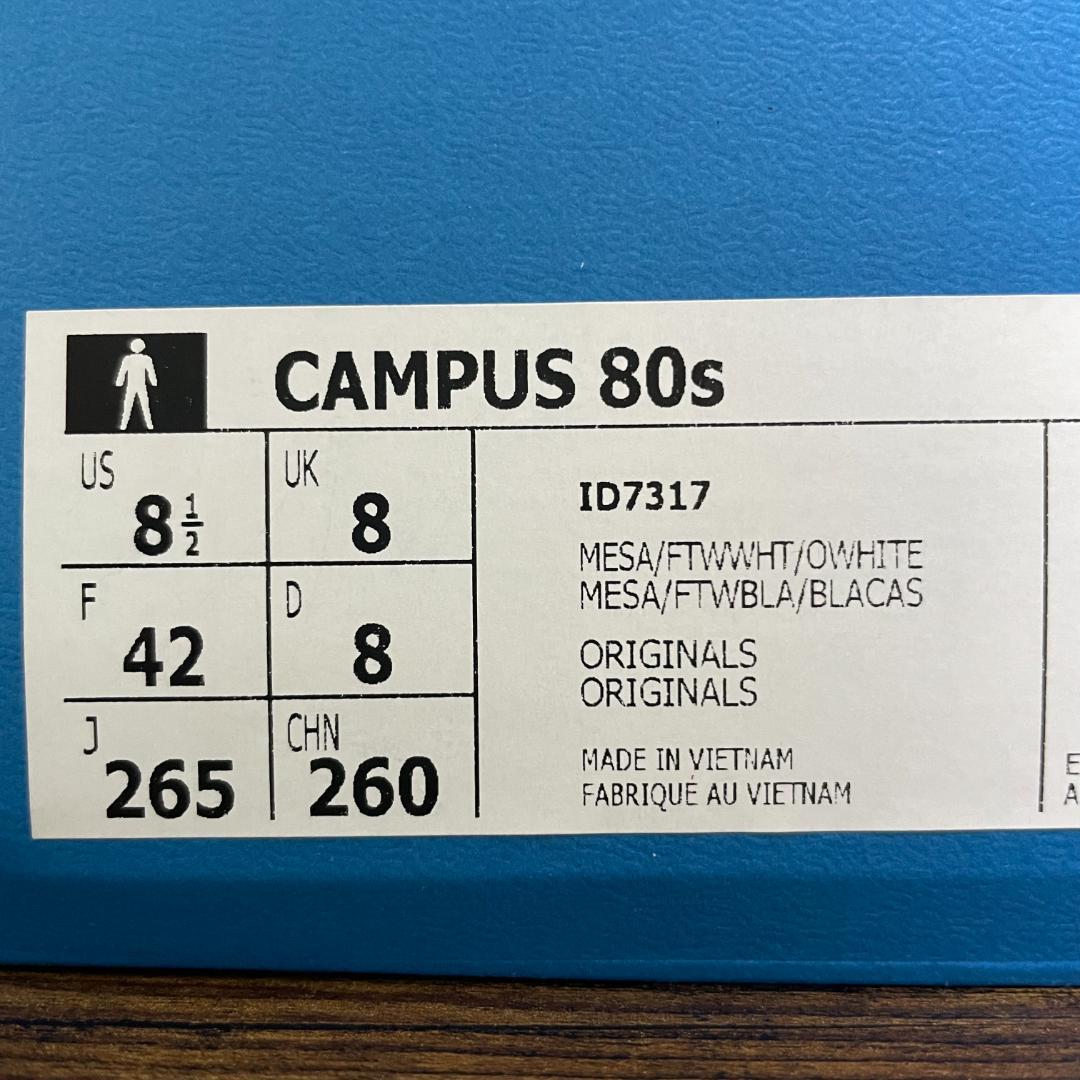 CAMPUS 80s
US 8½
UK 8
F 42
D 8
J 265
CHN 260
ID7317
MESA/FTWWHT/OWHITE
MESA/FTWBLA/BLACAS
ORIGINALS
ORIGINALS
MADE IN VIETNAM
FABRIQUÉ AU VIETNAM